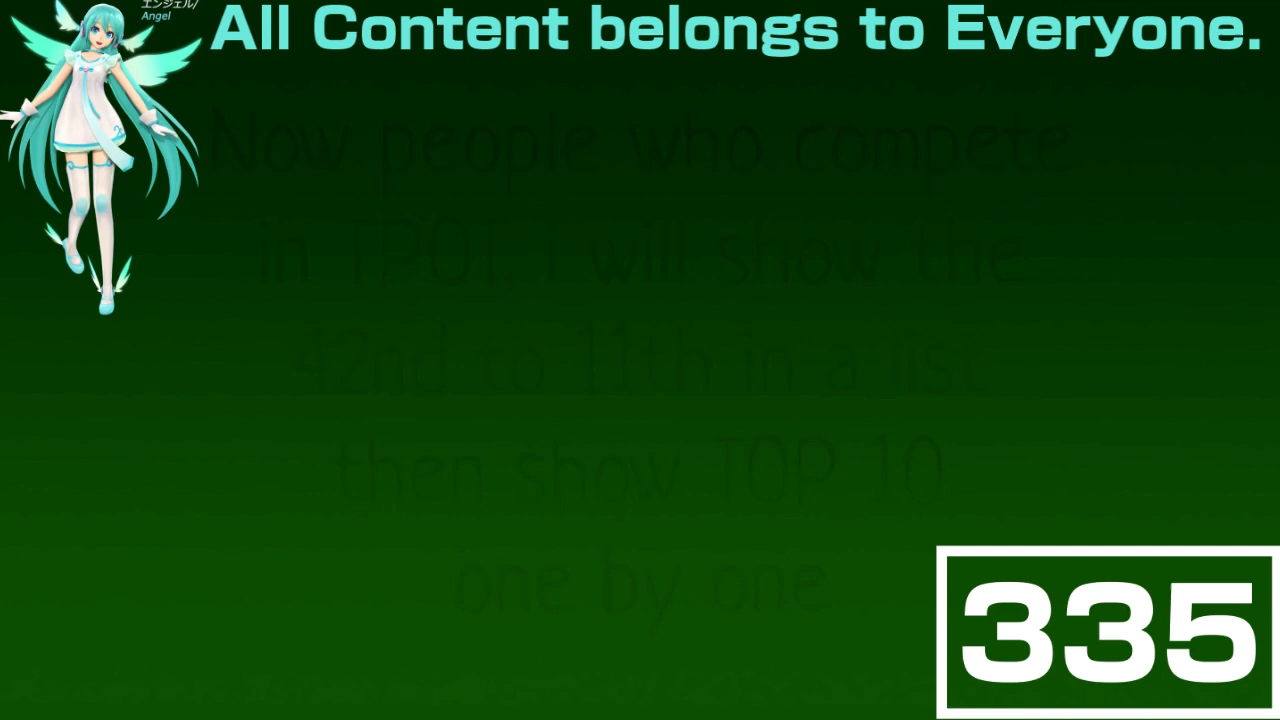 エンジェル/
Angel
All Content belongs to Everyone.
Now people who compete
in TPOI, i will show the
42nd to 11th in a list
then show TOP 10
one by one
335